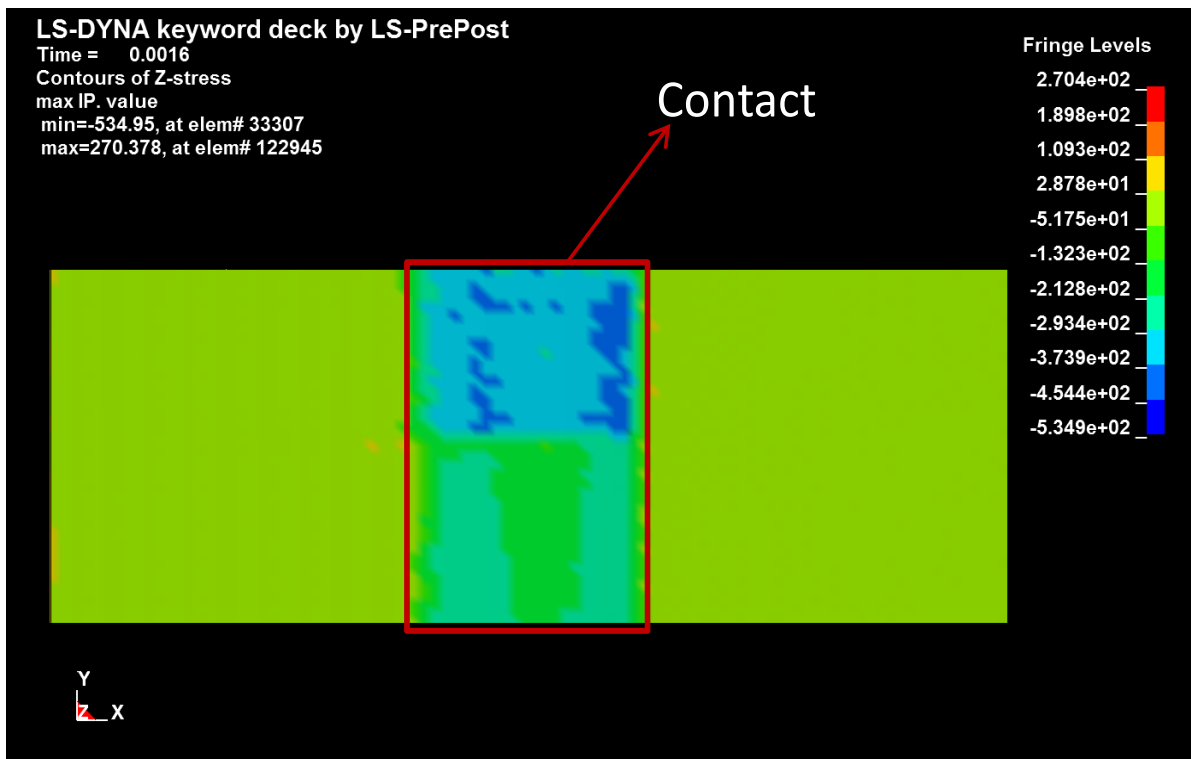 LS-DYNA keyword deck by LS-PrePost
Time =    0.0016
Contours of Z-stress
max IP. value
min=-534.95, at elem# 33307
max=270.378, at elem# 122945
Contact
Fringe Levels
2.704e+02
1.898e+02
1.093e+02
2.878e+01
-5.175e+01
-1.323e+02
-2.128e+02
-2.934e+02
-3.739e+02
-4.544e+02
-5.349e+02
Y
Z X